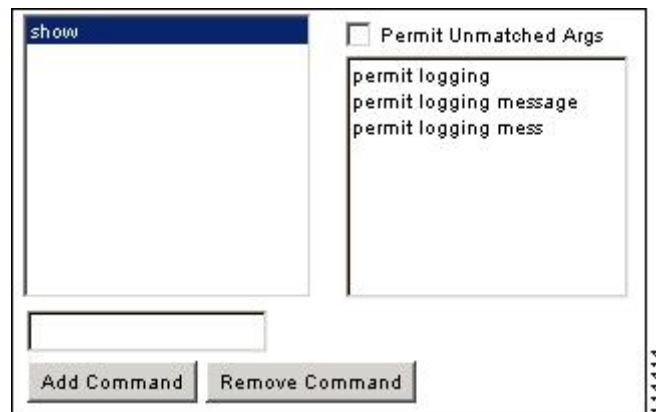 show
Permit Unmatched Args
permit logging
permit logging message
permit logging mess
Add Command
Remove Command